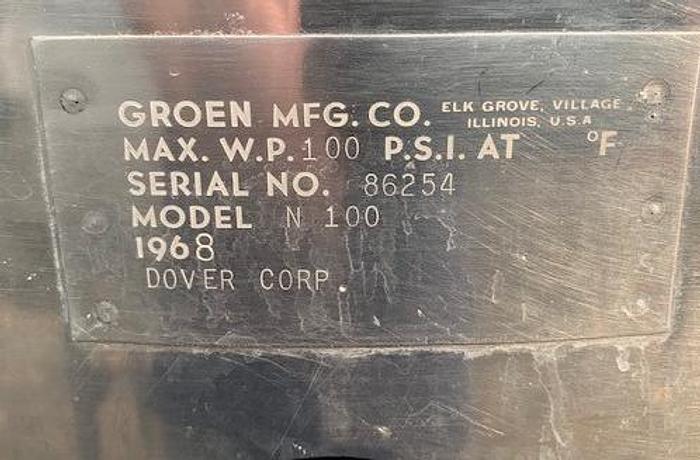 GROEN MFG. CO. ELK GROVE, VILLAGE,
ILLINOIS, U.S.A
MAX. W.P. 100 P.S.I. AT °F
SERIAL NO. 86254
MODEL N 100
1968
DOVER CORP.